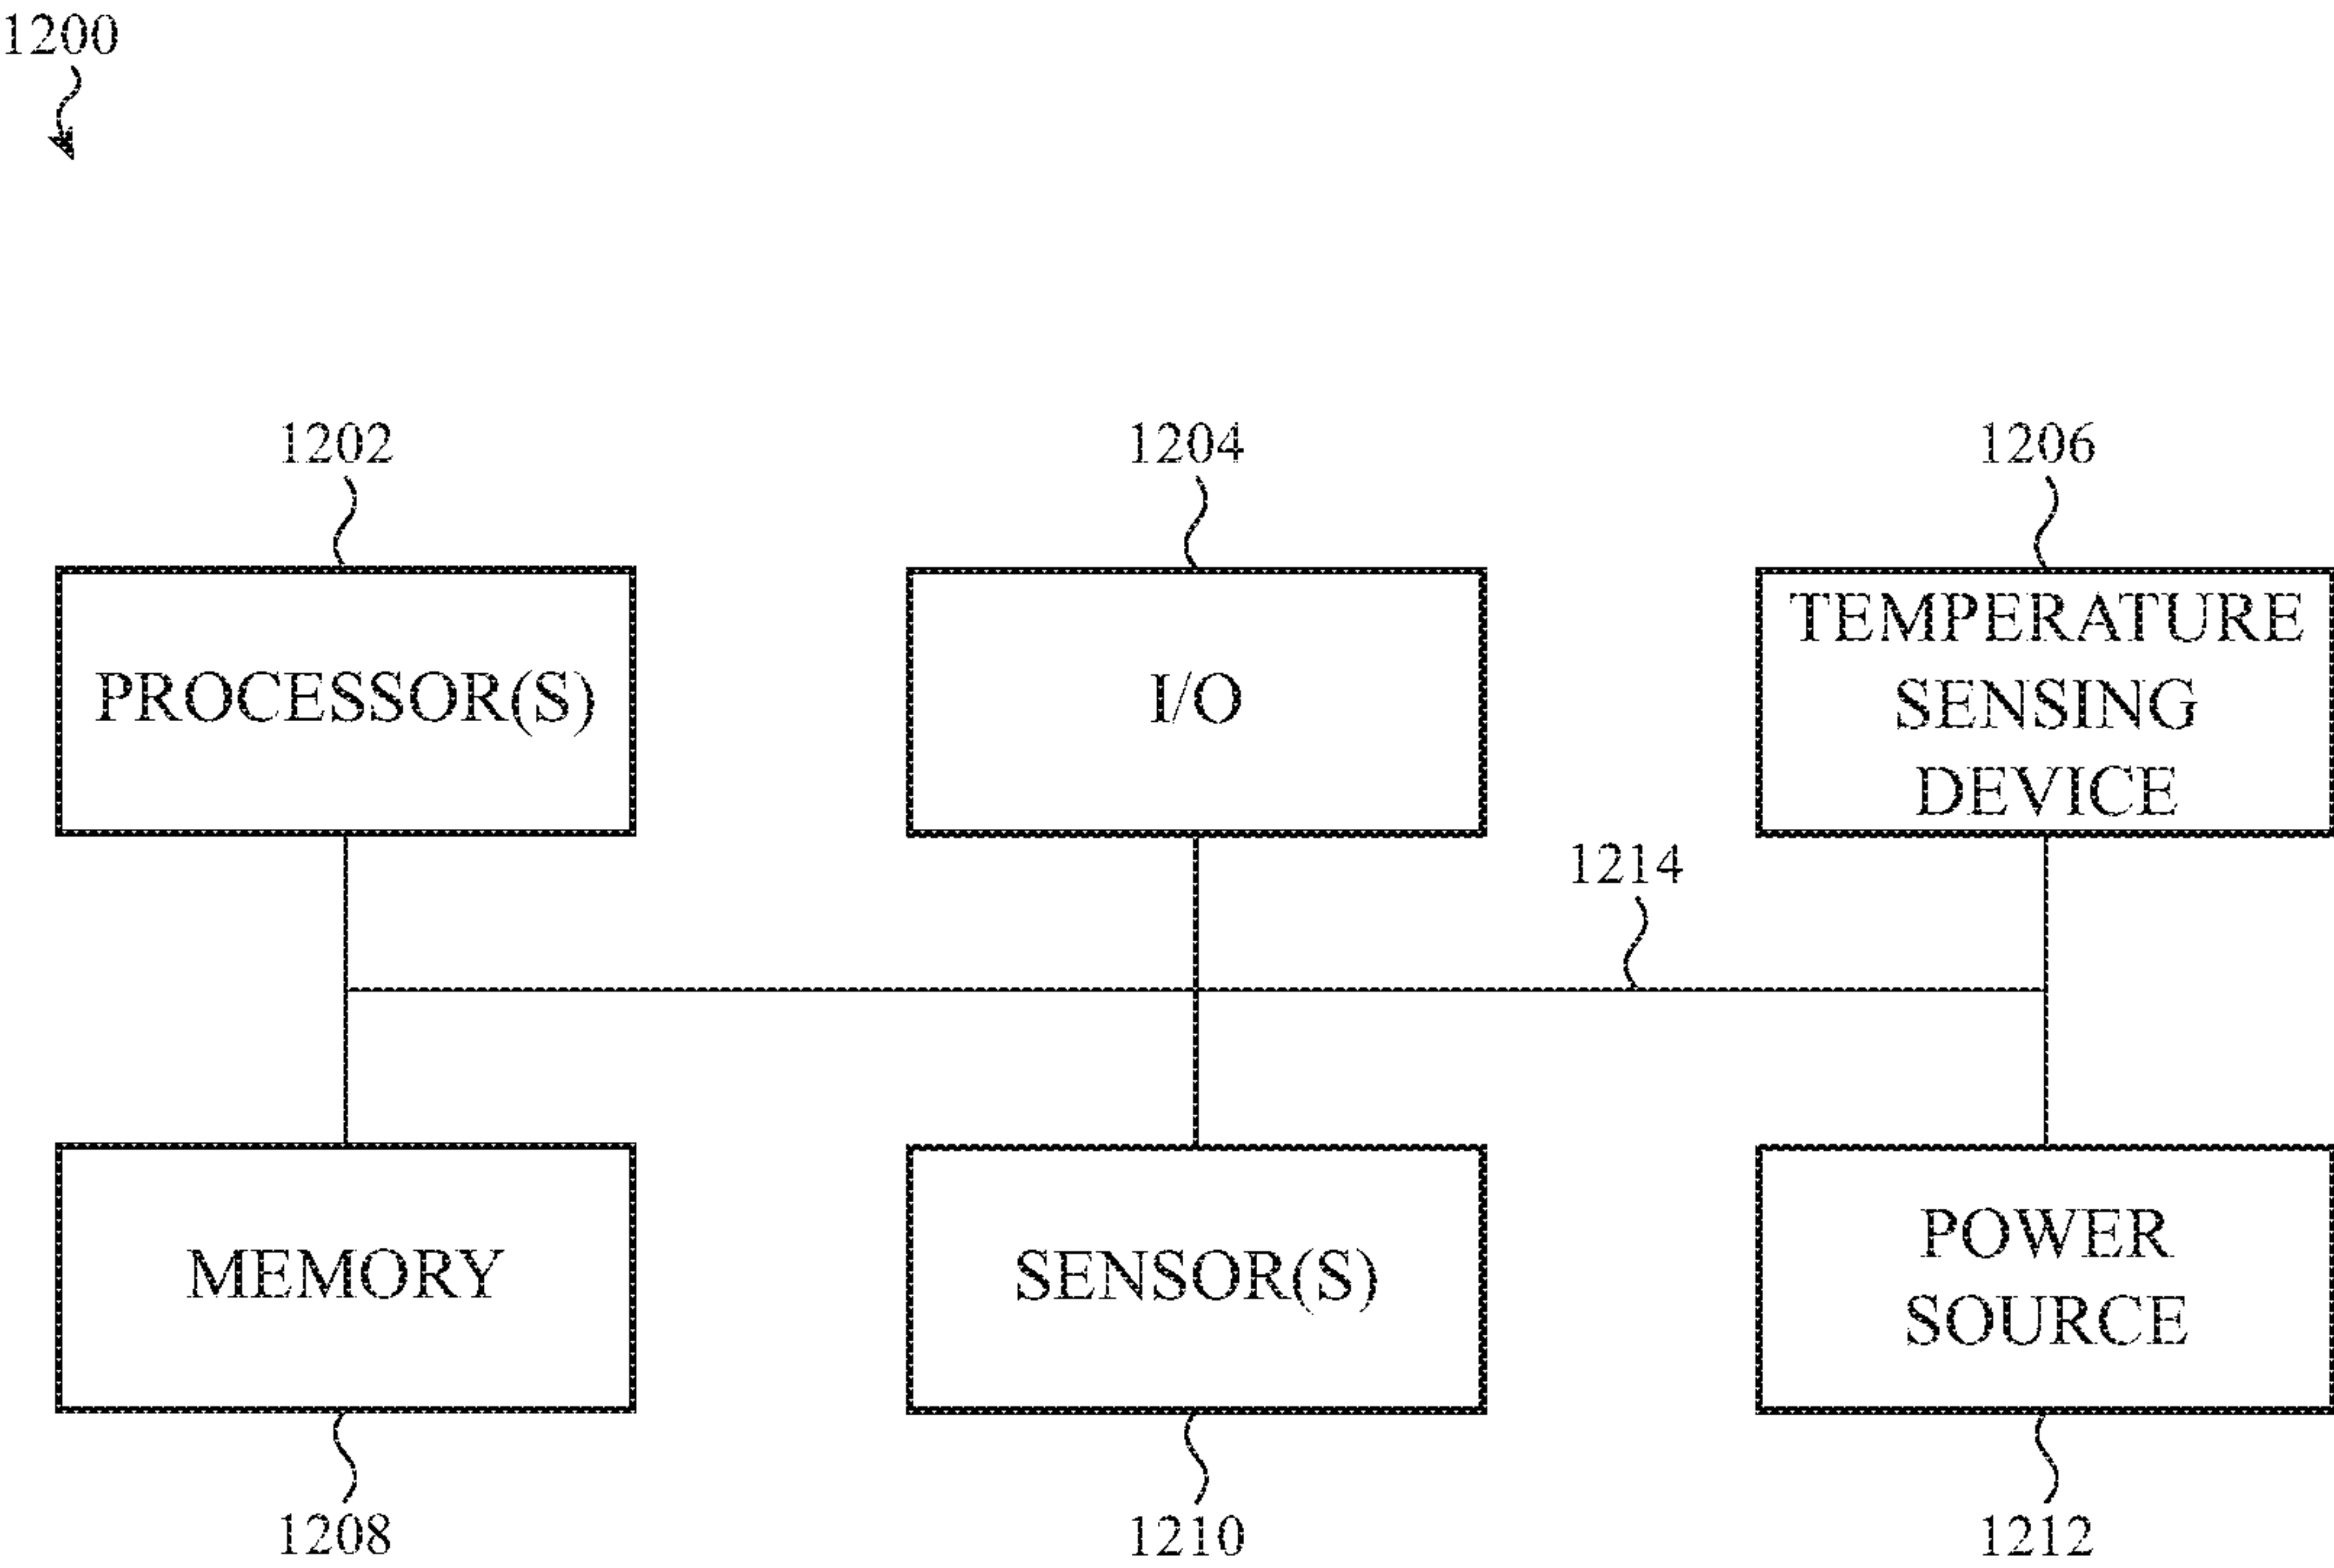 1200
1202
1204
1206
PROCESSOR(S)
I/O
TEMPERATURE
SENSING
DEVICE
1214
MEMORY
SENSOR(S)
POWER
SOURCE
1208
1210
1212